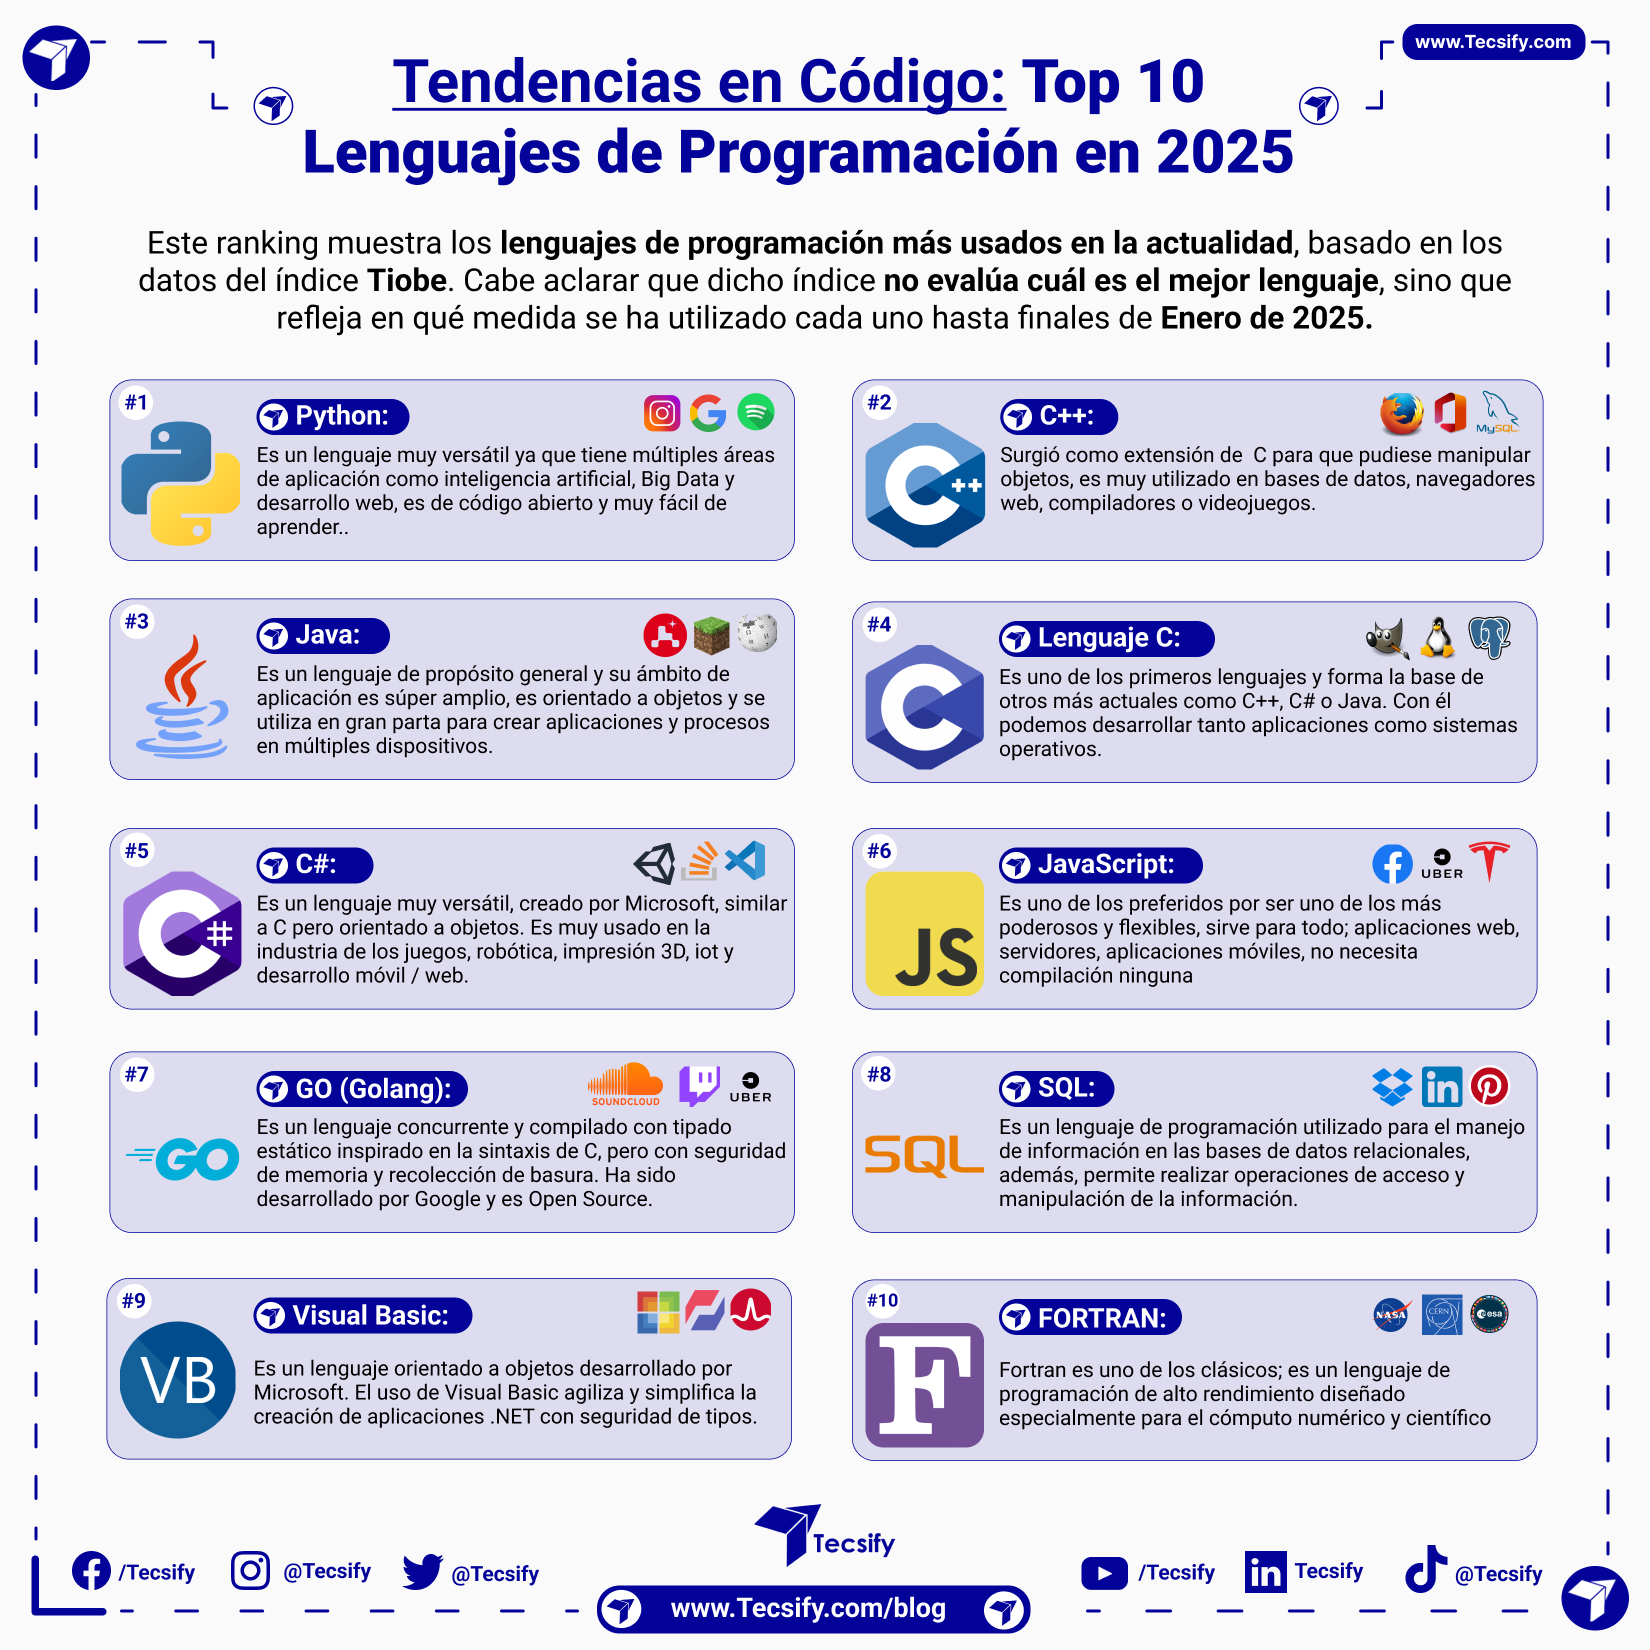 www.Tecsify.com
Tendencias en Código: Top 10
Lenguajes de Programación en 2025
Este ranking muestra los lenguajes de programación más usados en la actualidad, basado en los
datos del índice Tiobe. Cabe aclarar que dicho índice no evalúa cuál es el mejor lenguaje, sino que
refleja en qué medida se ha utilizado cada uno hasta finales de Enero de 2025.
#1
Python:
Es un lenguaje muy versátil ya que tiene múltiples áreas
de aplicación como inteligencia artificial, Big Data y
desarrollo web, es de código abierto y muy fácil de
aprender..
#2
C++:
MySQL
C++
Surgió como extensión de  C para que pudiese manipular
objetos, es muy utilizado en bases de datos, navegadores
web, compiladores o videojuegos.
#3
Java:
Es un lenguaje de propósito general y su ámbito de
aplicación es súper amplio, es orientado a objetos y se
utiliza en gran parta para crear aplicaciones y procesos
en múltiples dispositivos.
#4
Lenguaje C:
C
Es uno de los primeros lenguajes y forma la base de
otros más actuales como C++, C# o Java. Con él
podemos desarrollar tanto aplicaciones como sistemas
operativos.
#5
C#:
C#
Es un lenguaje muy versátil, creado por Microsoft, similar
a C pero orientado a objetos. Es muy usado en la
industria de los juegos, robótica, impresión 3D, iot y
desarrollo móvil / web.
#6
JavaScript:
UBER
JS
Es uno de los preferidos por ser uno de los más
poderosos y flexibles, sirve para todo; aplicaciones web,
servidores, aplicaciones móviles, no necesita
compilación ninguna
#7
GO (Golang):
SOUNDCLOUD
UBER
GO
Es un lenguaje concurrente y compilado con tipado
estático inspirado en la sintaxis de C, pero con seguridad
de memoria y recolección de basura. Ha sido
desarrollado por Google y es Open Source.
#8
SQL:
in
SQL
Es un lenguaje de programación utilizado para el manejo
de información en las bases de datos relacionales,
además, permite realizar operaciones de acceso y
manipulación de la información.
#9
Visual Basic:
VB
Es un lenguaje orientado a objetos desarrollado por
Microsoft. El uso de Visual Basic agiliza y simplifica la
creación de aplicaciones .NET con seguridad de tipos.
#10
FORTRAN:
NASA
CERN
esa
F
Fortran es uno de los clásicos; es un lenguaje de
programación de alto rendimiento diseñado
especialmente para el cómputo numérico y científico
Tecsify
/Tecsify
@Tecsify
@Tecsify
www.Tecsify.com/blog
/Tecsify
in
Tecsify
@Tecsify